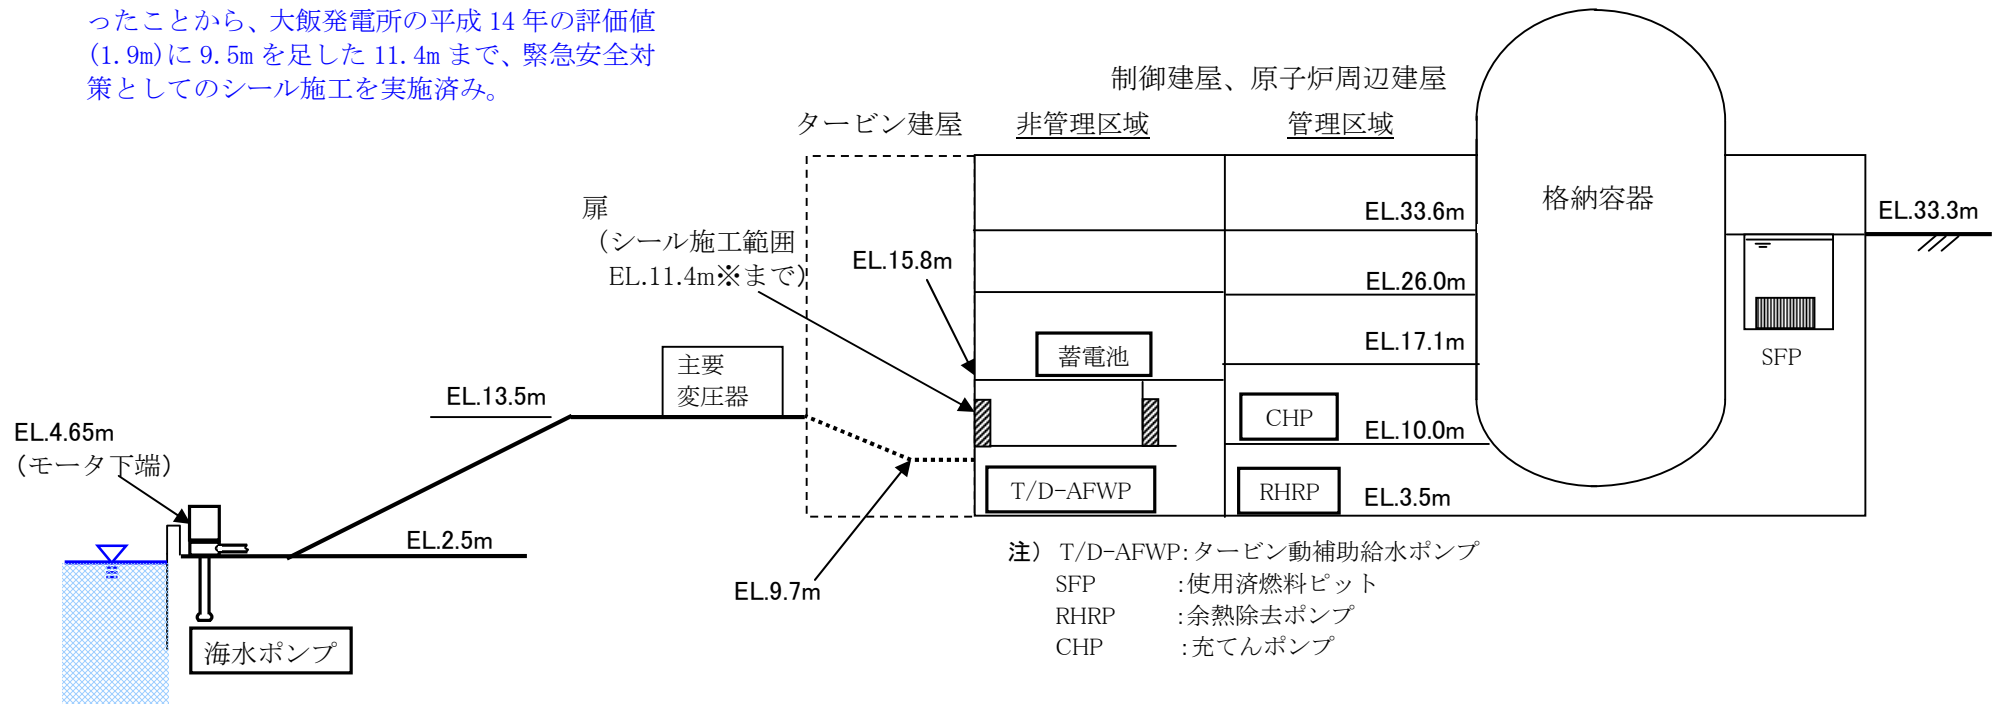 ったことから、大飯発電所の平成 14 年の評価値
(1.9m)に 9.5m を足した 11.4m まで、緊急安全対
策としてのシール施工を実施済み。
制御建屋、原子炉周辺建屋
タービン建屋
非管理区域
管理区域
格納容器
扉
（シール施工範囲
EL.11.4m※まで）
EL.15.8m
EL.33.6m
EL.33.3m
EL.26.0m
蓄電池
EL.17.1m
SFP
主要
変圧器
EL.13.5m
CHP
EL.10.0m
EL.4.65m
（モータ下端）
T/D-AFWP
RHRP
EL.3.5m
EL.2.5m
EL.9.7m
海水ポンプ
注） T/D-AFWP:タービン動補助給水ポンプ
SFP :使用済燃料ピット
RHRP :余熱除去ポンプ
CHP :充てんポンプ